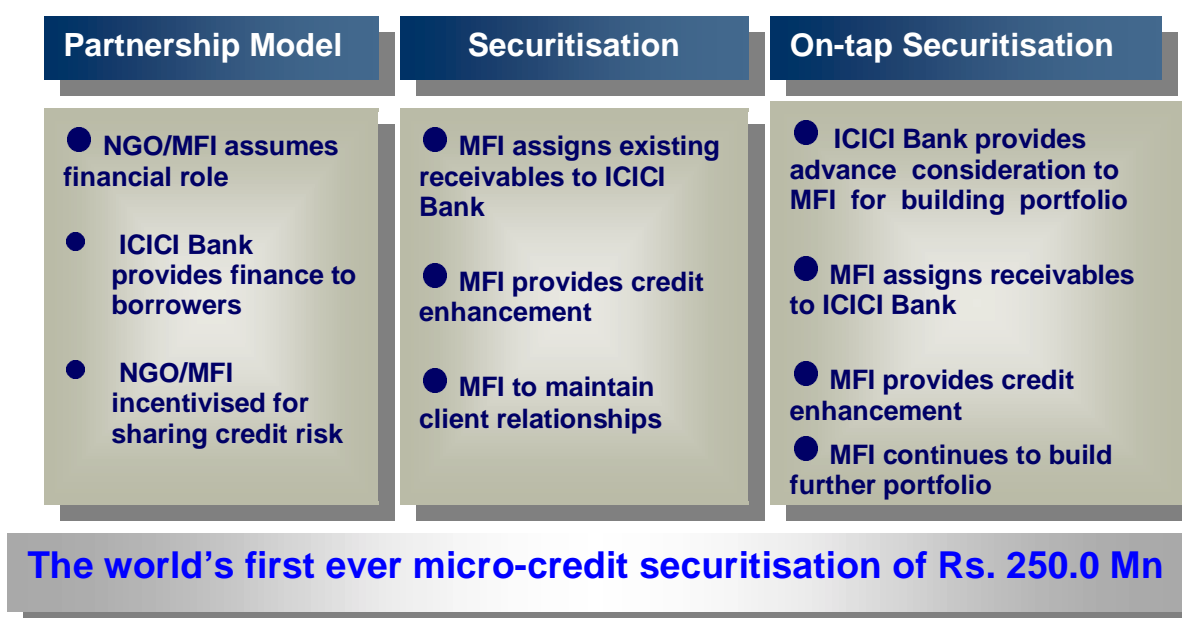 Partnership Model
● NGO/MFI assumes
financial role
● ICICI Bank
provides finance to
borrowers
● NGO/MFI
incentivised for
sharing credit risk
Securitisation
● MFI assigns existing
receivables to ICICI
Bank
● MFI provides credit
enhancement
● MFI to maintain
client relationships
On-tap Securitisation
● ICICI Bank provides
advance consideration to
MFI for building portfolio
● MFI assigns receivables
to ICICI Bank
● MFI provides credit
enhancement
● MFI continues to build
further portfolio
The world’s first ever micro-credit securitisation of Rs. 250.0 Mn